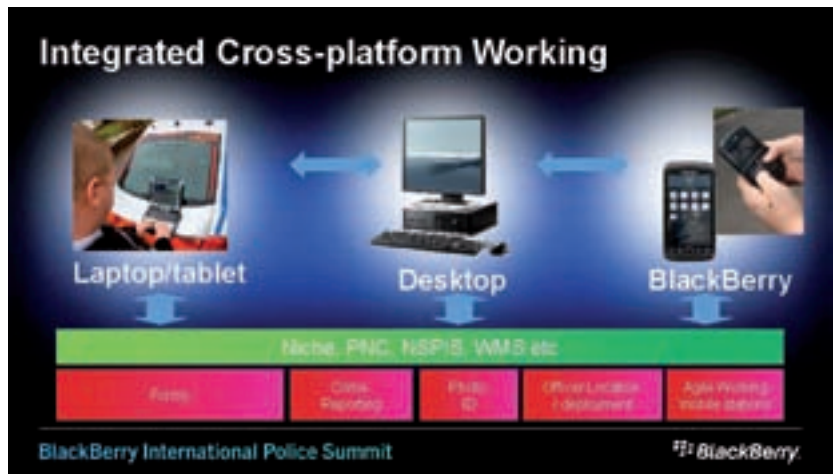 Integrated Cross-platform Working
Laptop/tablet
Desktop
BlackBerry
Niche, PNC, NSPIS, WMS etc
Forms
Crime
Reporting
Photo
ID
Officer Location
/ deployment
Agile Working
mobile stations
BlackBerry International Police Summit
BlackBerry.